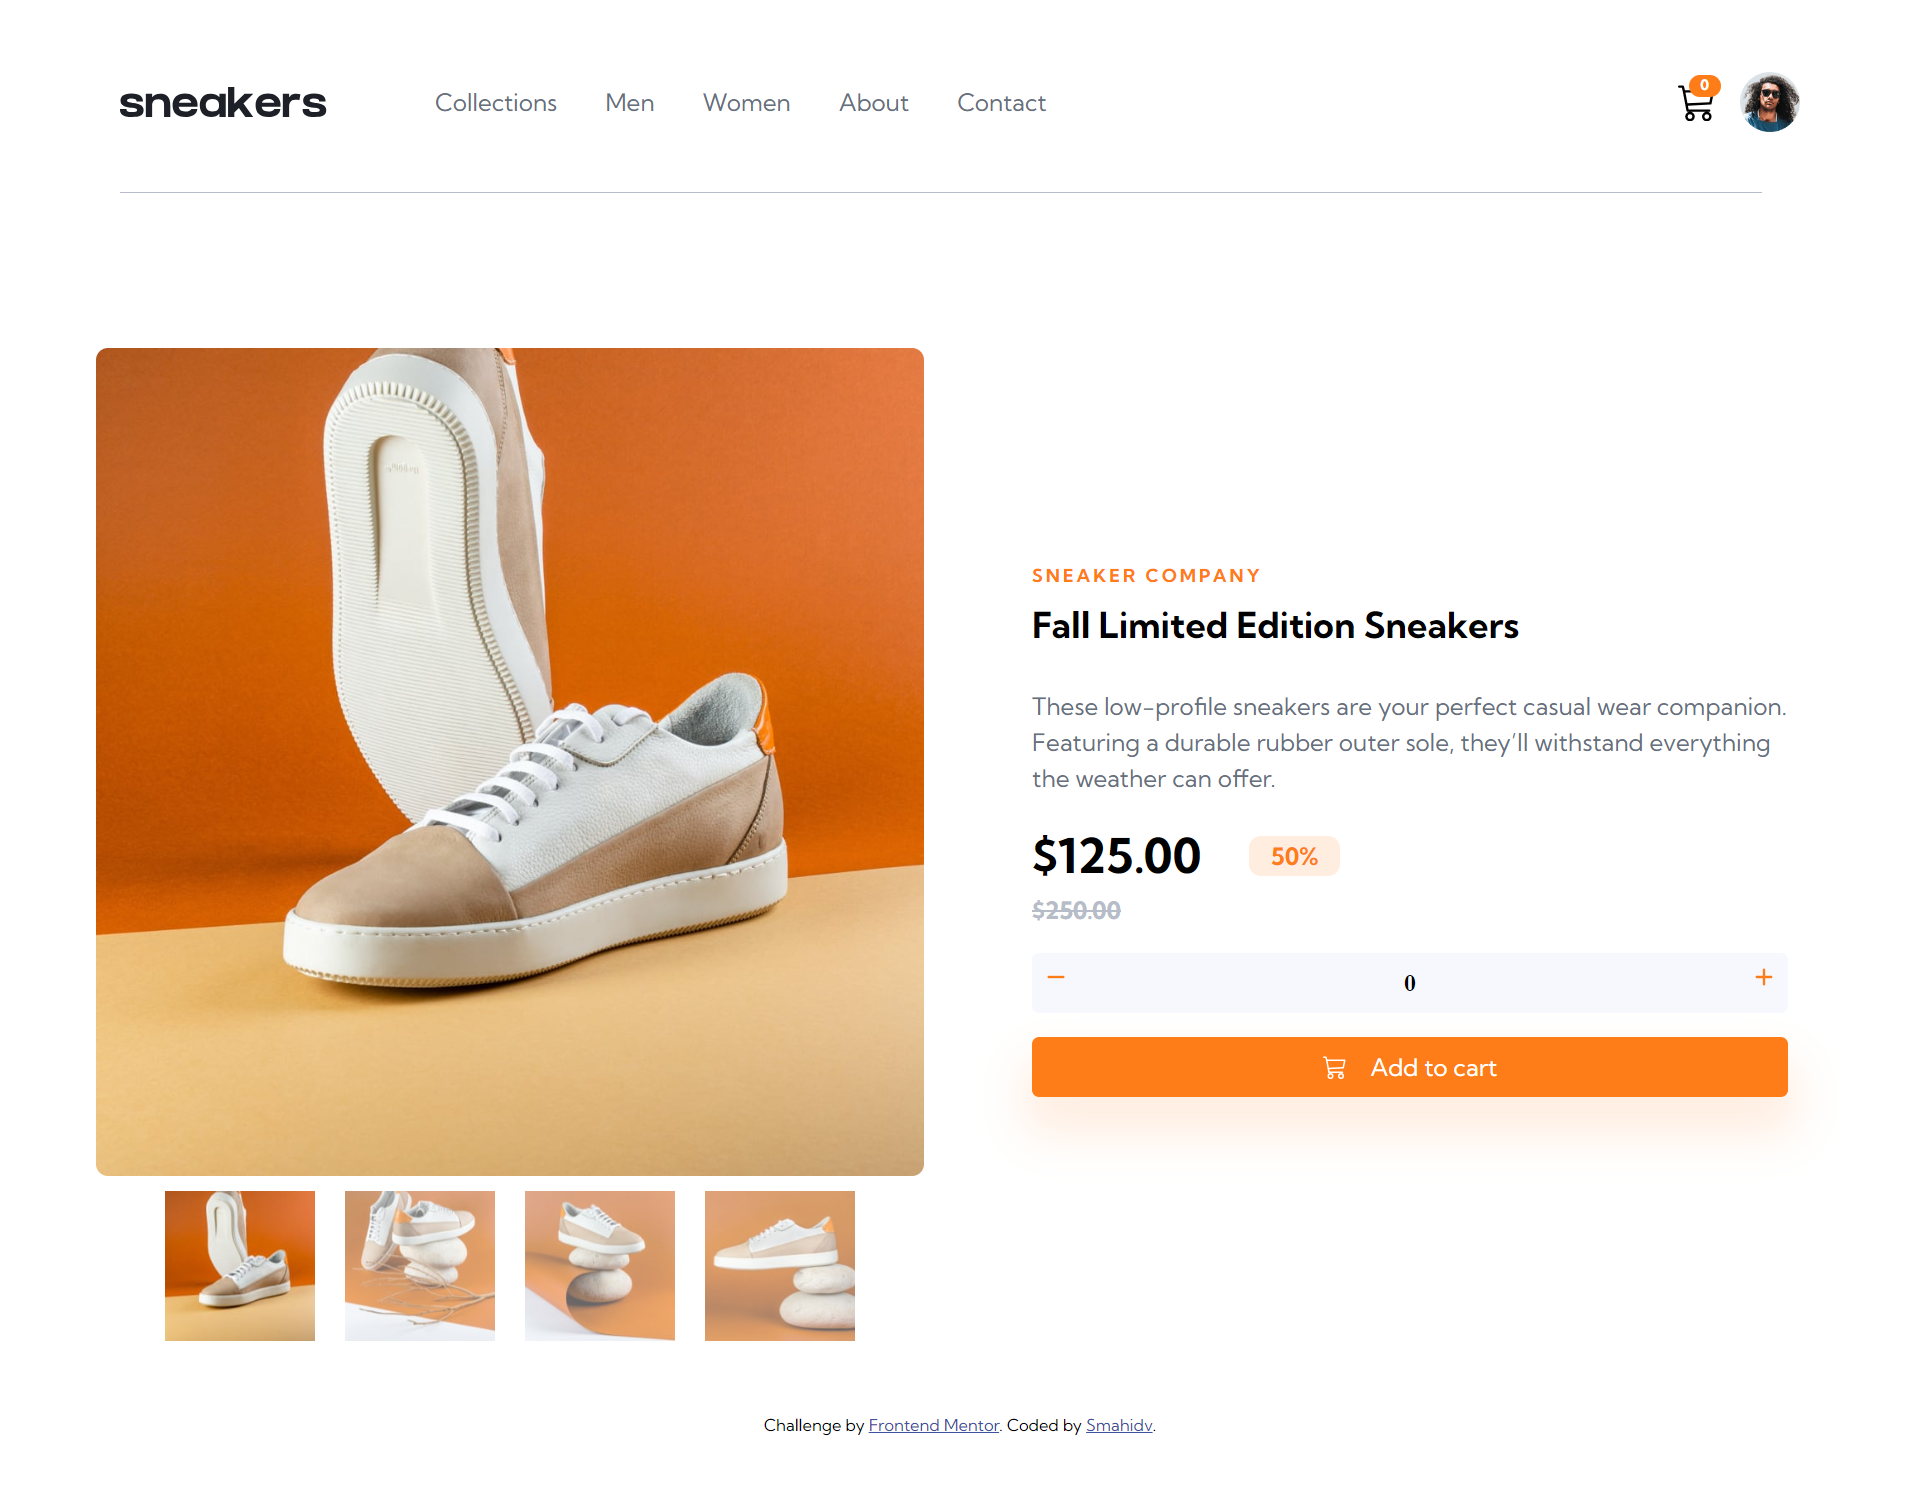 sneakers
Collections Men Women About Contact
0
SNEAKER COMPANY
Fall Limited Edition Sneakers
These low-profile sneakers are your perfect casual wear companion.
Featuring a durable rubber outer sole, they’ll withstand everything
the weather can offer.
$125.00 50%
$250.00
0
Add to cart
Challenge by Frontend Mentor. Coded by Smahidv.